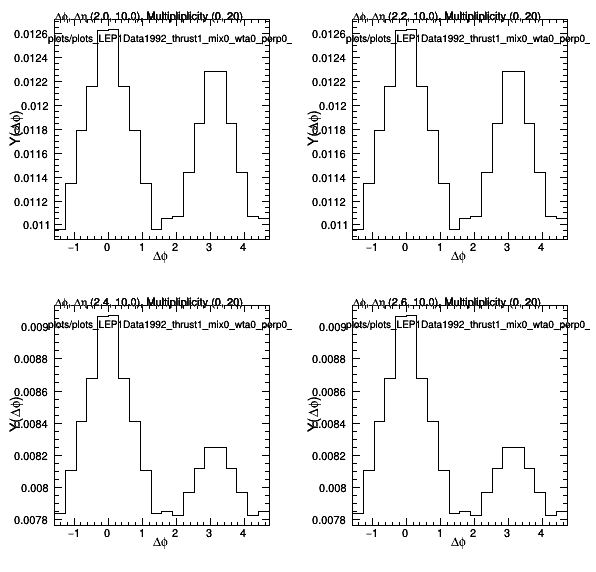 Δϕ, Δη (2.0, 10.0), Multipliplicity (0, 20)
plots/plots_LEP1Data1992_thrust1_mix0_wta0_perp0_
Y(Δϕ)
0.0126
0.0124
0.0122
0.012
0.0118
0.0116
0.0114
0.0112
0.011
−1 0 1 2 3 4
Δϕ
Δϕ, Δη (2.2, 10.0), Multipliplicity (0, 20)
plots/plots_LEP1Data1992_thrust1_mix0_wta0_perp0_
Y(Δϕ)
0.0126
0.0124
0.0122
0.012
0.0118
0.0116
0.0114
0.0112
0.011
−1 0 1 2 3 4
Δϕ
Δϕ, Δη (2.4, 10.0), Multipliplicity (0, 20)
plots/plots_LEP1Data1992_thrust1_mix0_wta0_perp0_
Y(Δϕ)
0.009
0.0088
0.0086
0.0084
0.0082
0.008
0.0078
−1 0 1 2 3 4
Δϕ
Δϕ, Δη (2.6, 10.0), Multipliplicity (0, 20)
plots/plots_LEP1Data1992_thrust1_mix0_wta0_perp0_
Y(Δϕ)
0.009
0.0088
0.0086
0.0084
0.0082
0.008
0.0078
−1 0 1 2 3 4
Δϕ